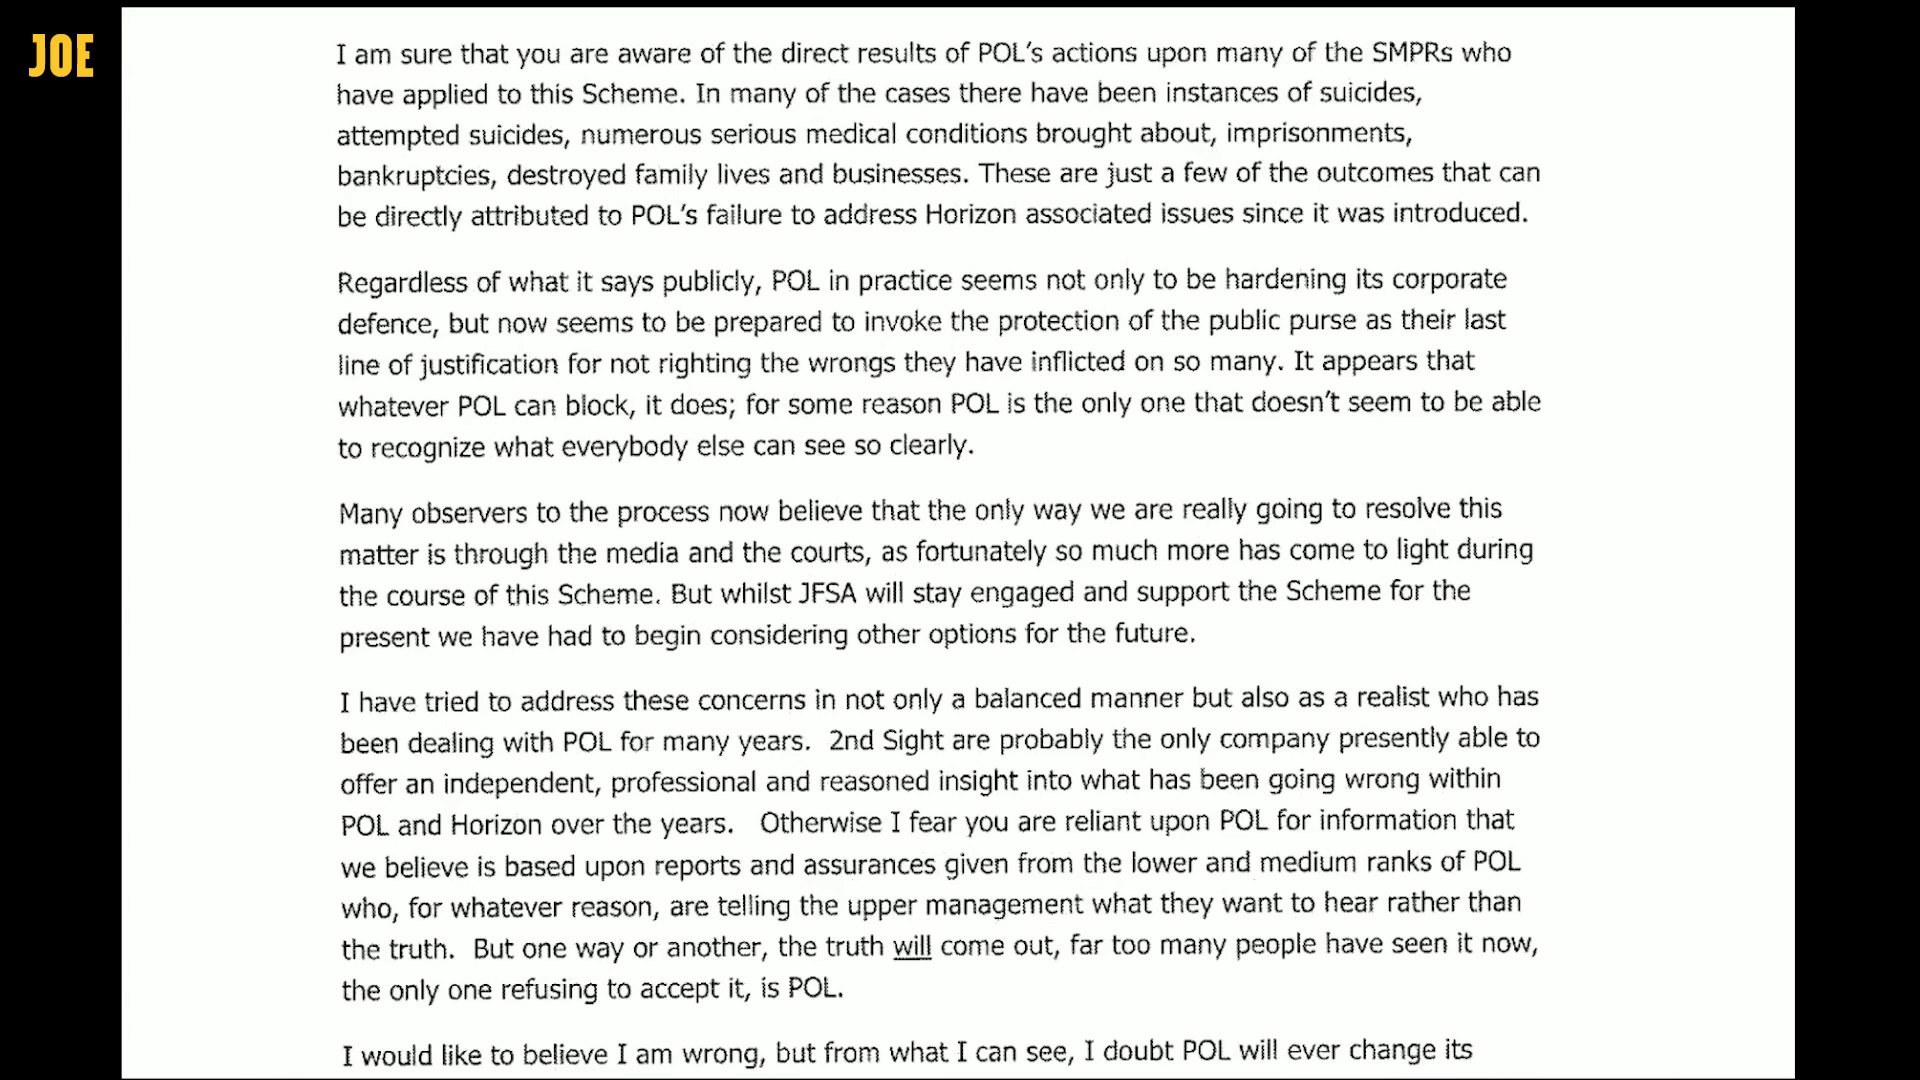 JOE
I am sure that you are aware of the direct results of POL's actions upon many of the SMPRs who
have applied to this Scheme. In many of the cases there have been instances of suicides,
attempted suicides, numerous serious medical conditions brought about, imprisonments,
bankruptcies, destroyed family lives and businesses. These are just a few of the outcomes that can
be directly attributed to POL's failure to address Horizon associated issues since it was introduced.
Regardless of what it says publicly, POL in practice seems not only to be hardening its corporate
defence, but now seems to be prepared to invoke the protection of the public purse as their last
line of justification for not righting the wrongs they have inflicted on so many. It appears that
whatever POL can block, it does; for some reason POL is the only one that doesn't seem to be able
to recognize what everybody else can see so clearly.
Many observers to the process now believe that the only way we are really going to resolve this
matter is through the media and the courts, as fortunately so much more has come to light during
the course of this Scheme. But whilst JFSA will stay engaged and support the Scheme for the
present we have had to begin considering other options for the future.
I have tried to address these concerns in not only a balanced manner but also as a realist who has
been dealing with POL for many years. 2nd Sight are probably the only company presently able to
offer an independent, professional and reasoned insight into what has been going wrong within
POL and Horizon over the years. Otherwise I fear you are reliant upon POL for information that
we believe is based upon reports and assurances given from the lower and medium ranks of POL
who, for whatever reason, are telling the upper management what they want to hear rather than
the truth. But one way or another, the truth will come out, far too many people have seen it now,
the only one refusing to accept it, is POL.
I would like to believe I am wrong, but from what I can see, I doubt POL will ever change its